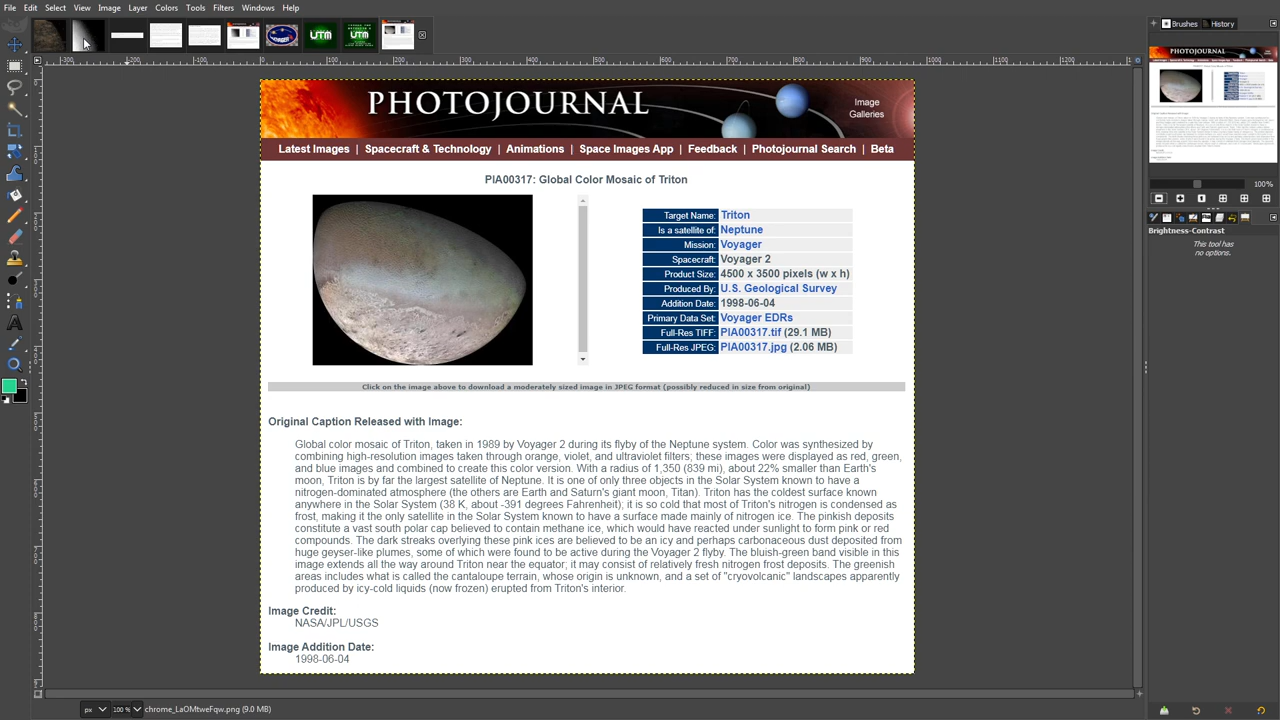 File Edit Select View Image Layer Colors Tools Filters Windows Help
UTM
UTM
Brushes
History
PHOTOJOURNAL
100%
Brightness-Contrast
This tool has
no options.
HOTOJOURNAL
Image
Galleries
Latest Images | Spacecraft & Technology | Animations | Space Images App | Feedback | Photojournal Search | Beta
PIA00317: Global Color Mosaic of Triton
Target Name: Triton
Is a satellite of: Neptune
Mission: Voyager
Spacecraft: Voyager 2
Product Size: 4500 x 3500 pixels (w x h)
Produced By: U.S. Geological Survey
Addition Date: 1998-06-04
Primary Data Set: Voyager EDRs
Full-Res TIFF: PIA00317.tif (29.1 MB)
Full-Res JPEG: PIA00317.jpg (2.06 MB)
Click on the image above to download a moderately sized image in JPEG format (possibly reduced in size from original)
Original Caption Released with Image:
Global color mosaic of Triton, taken in 1989 by Voyager 2 during its flyby of the Neptune system. Color was synthesized by
combining high-resolution images taken through orange, violet, and ultraviolet filters; these images were displayed as red, green,
and blue images and combined to create this color version. With a radius of 1,350 (839 mi), about 22% smaller than Earth's
moon, Triton is by far the largest satellite of Neptune. It is one of only three objects in the Solar System known to have a
nitrogen-dominated atmosphere (the others are Earth and Saturn's giant moon, Titan). Triton has the coldest surface known
anywhere in the Solar System (38 K, about -391 degrees Fahrenheit); it is so cold that most of Triton's nitrogen is condensed as
frost, making it the only satellite in the Solar System known to have a surface made mainly of nitrogen ice. The pinkish deposits
constitute a vast south polar cap believed to contain methane ice, which would have reacted under sunlight to form pink or red
compounds. The dark streaks overlying these pink ices are believed to be an icy and perhaps carbonaceous dust deposited from
huge geyser-like plumes, some of which were found to be active during the Voyager 2 flyby. The bluish-green band visible in this
image extends all the way around Triton near the equator; it may consist of relatively fresh nitrogen frost deposits. The greenish
areas includes what is called the cantaloupe terrain, whose origin is unknown, and a set of "cryovolcanic" landscapes apparently
produced by icy-cold liquids (now frozen) erupted from Triton's interior.
Image Credit:
NASA/JPL/USGS
Image Addition Date:
1998-06-04
px 100 % chrome_LaOMtweFqw.png (9.0 MB)